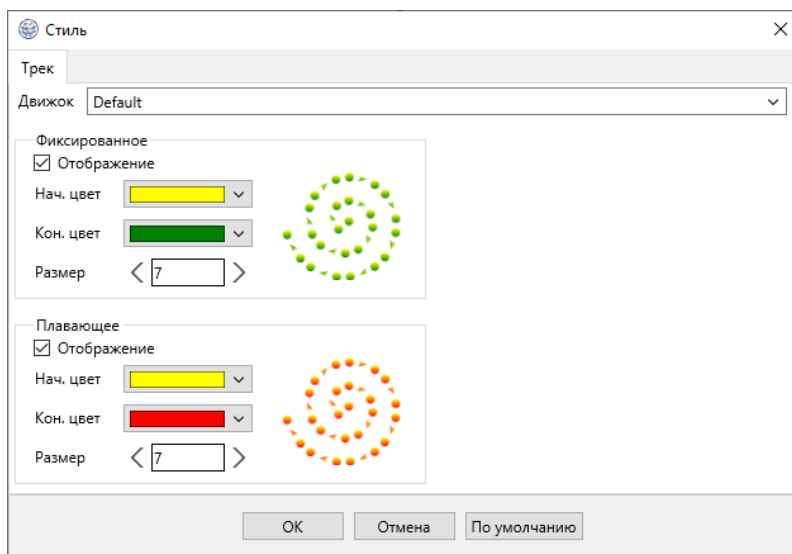 Стиль
Трек
Движок Default
Фиксированное
Отображение
Нач. цвет
Кон. цвет
Размер 7
Плавающее
Отображение
Нач. цвет
Кон. цвет
Размер 7
OK Отмена По умолчанию